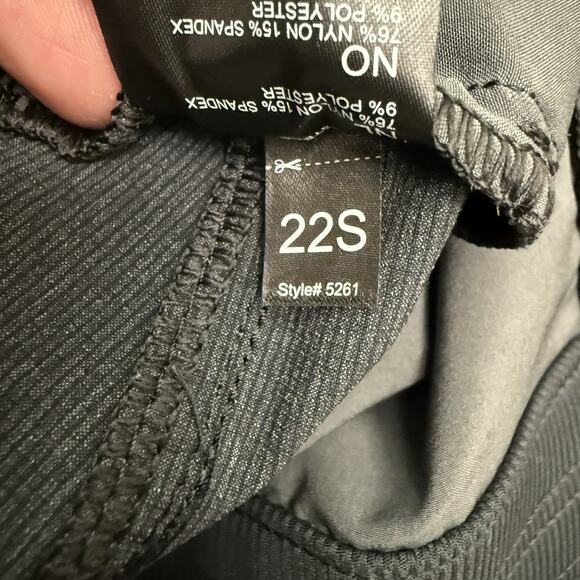 9% POLYESTER
76% NYLON 15% SPANDEX
NO
9% POLYESTER
76% NYLON 15% SPANDEX
22S
Style# 5261